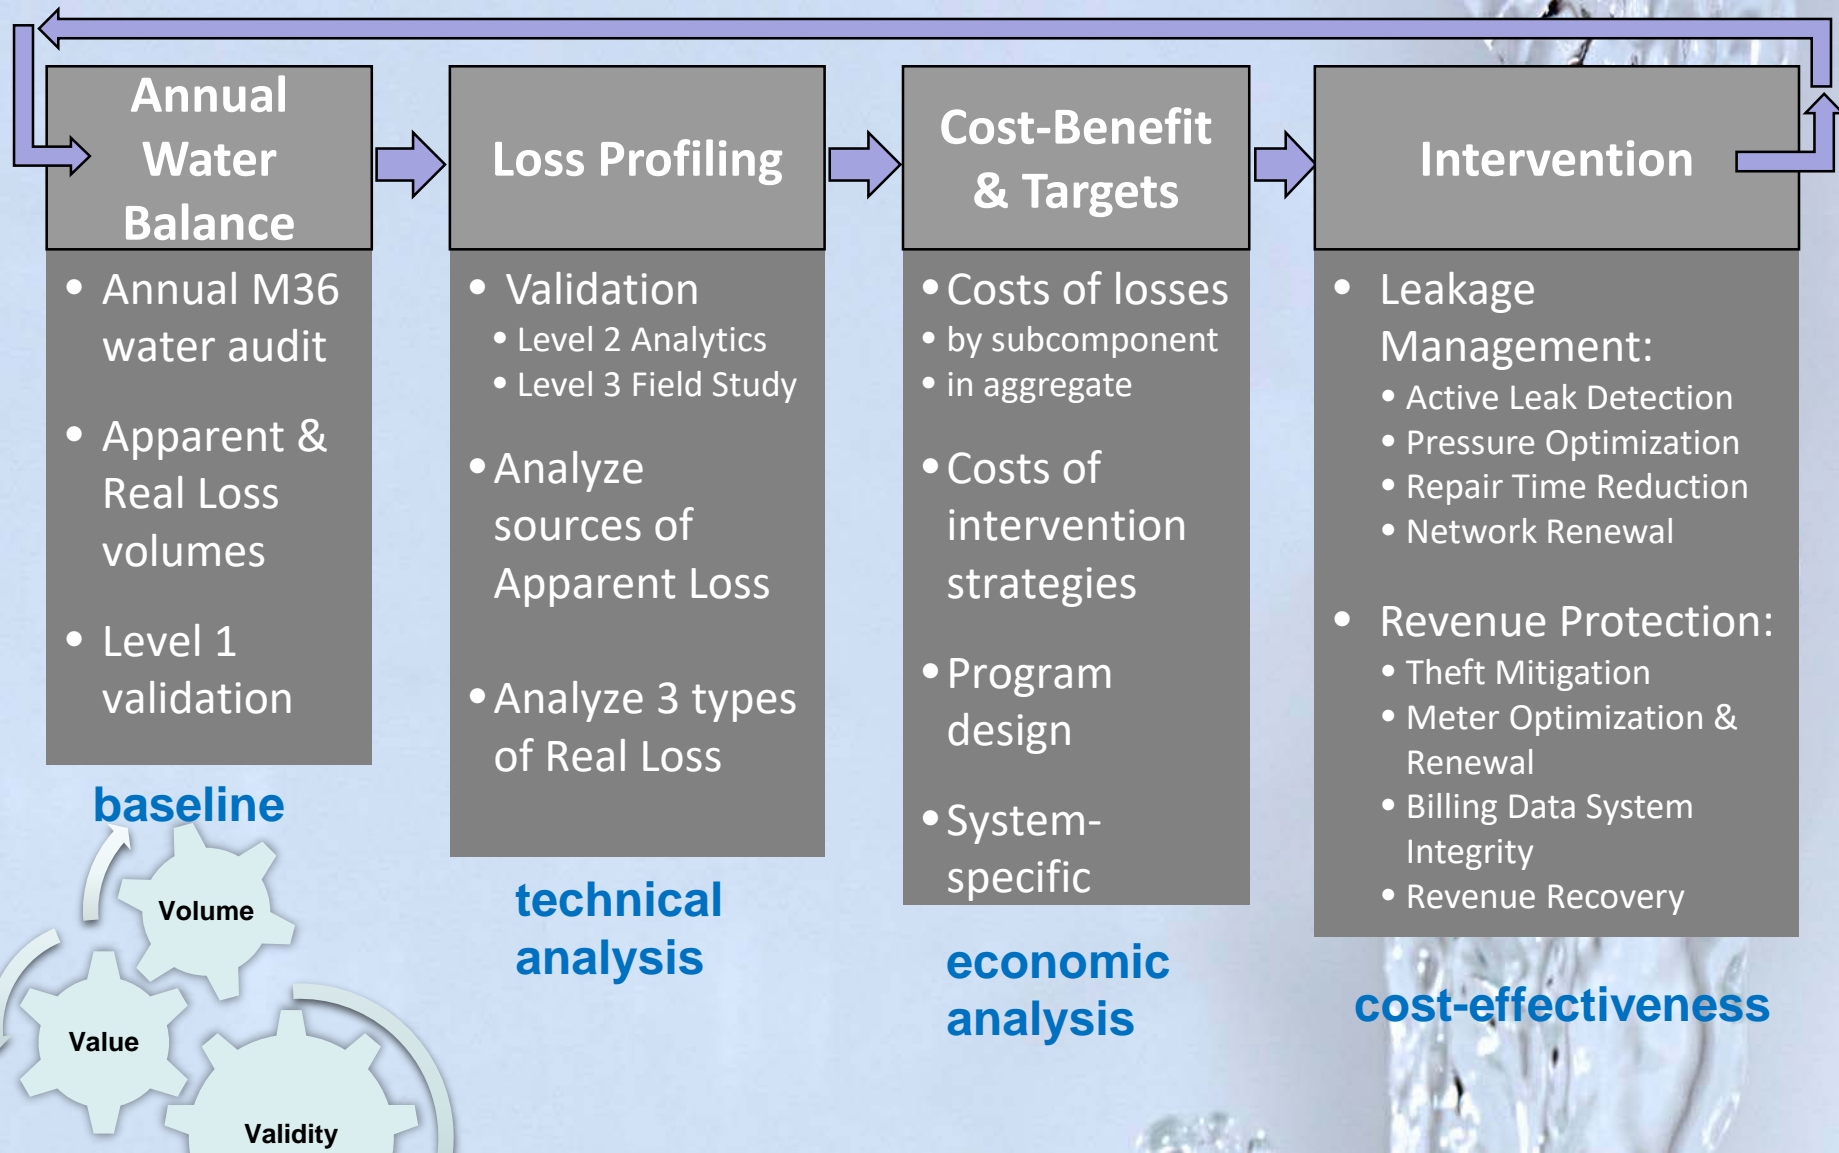 Annual
Water
Balance
• Annual M36
water audit
• Apparent &
Real Loss
volumes
• Level 1
validation
baseline
Loss Profiling
• Validation
• Level 2 Analytics
• Level 3 Field Study
• Analyze
sources of
Apparent Loss
• Analyze 3 types
of Real Loss
technical
analysis
Cost-Benefit
& Targets
• Costs of losses
• by subcomponent
• in aggregate
• Costs of
intervention
strategies
• Program
design
• System-
specific
economic
analysis
Intervention
• Leakage
Management:
• Active Leak Detection
• Pressure Optimization
• Repair Time Reduction
• Network Renewal
• Revenue Protection:
• Theft Mitigation
• Meter Optimization &
Renewal
• Billing Data System
Integrity
• Revenue Recovery
cost-effectiveness
Volume
Value
Validity